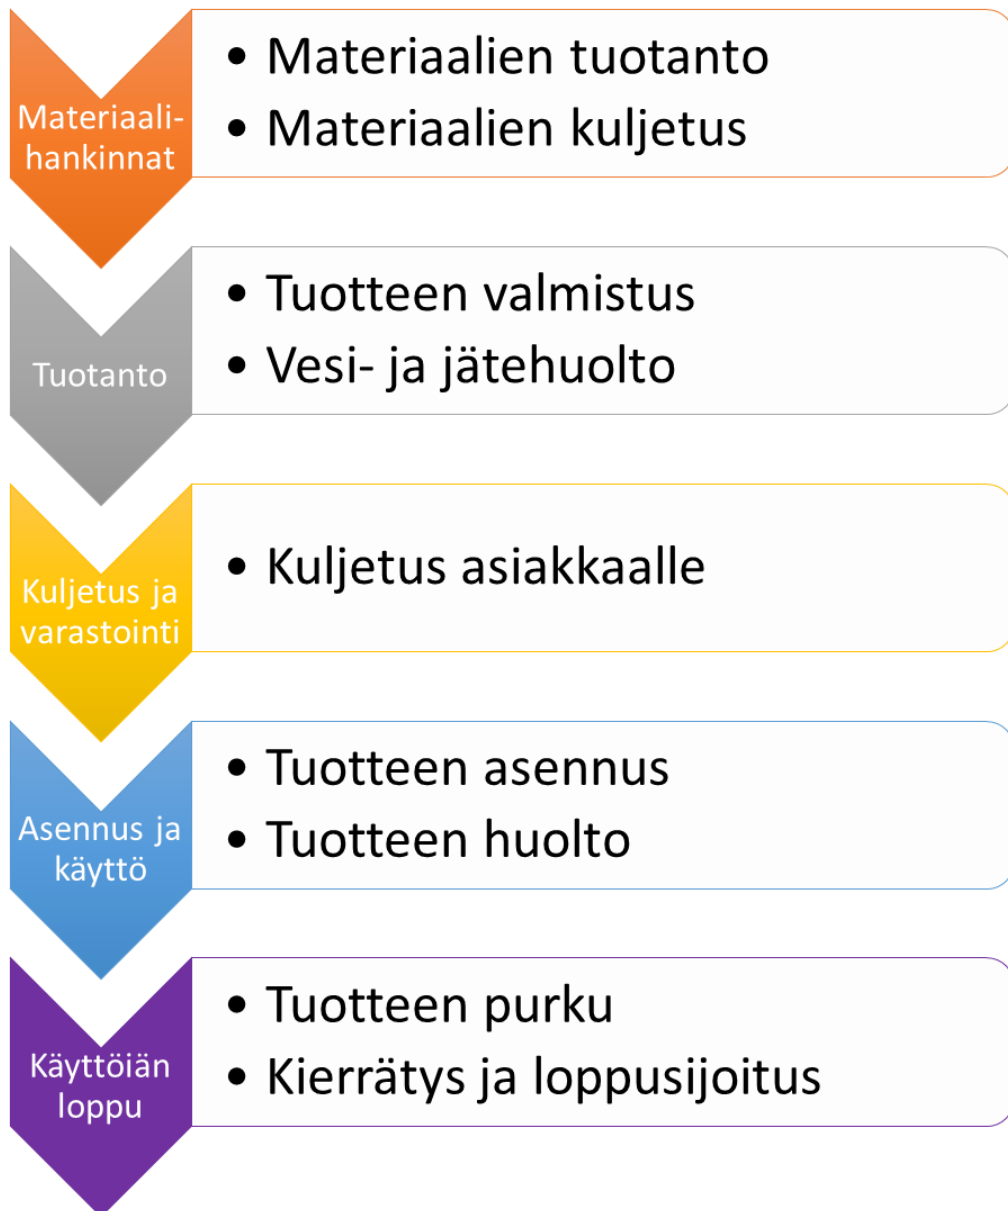 Materiaali-
hankinnat
• Materiaalien tuotanto
• Materiaalien kuljetus
Tuotanto
• Tuotteen valmistus
• Vesi- ja jätehuolto
Kuljetus ja
varastointi
• Kuljetus asiakkaalle
Asennus ja
käyttö
• Tuotteen asennus
• Tuotteen huolto
Käyttöiän
loppu
• Tuotteen purku
• Kierrätys ja loppusijoitus